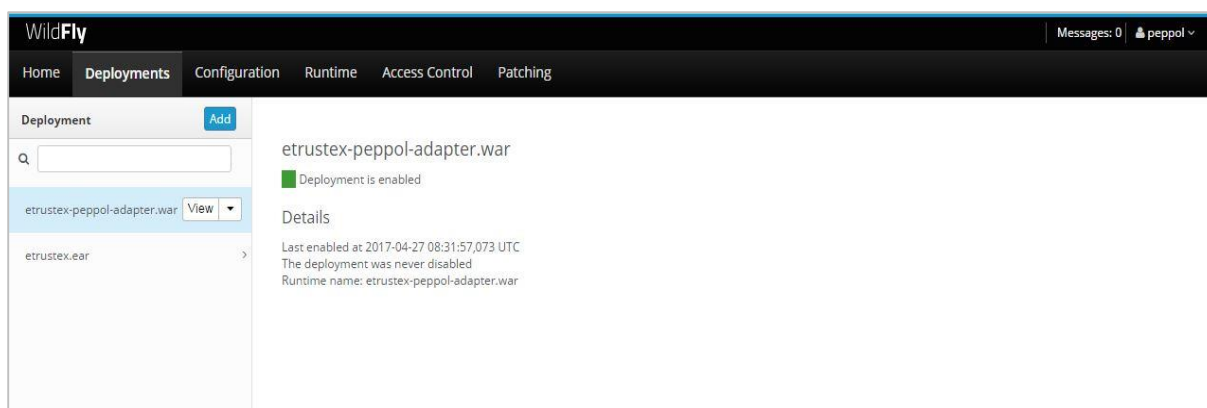 WildFly
Messages: 0 peppol
Home Deployments Configuration Runtime Access Control Patching
Deployment Add
etrustex-peppol-adapter.war View
etrustex.ear
etrustex-peppol-adapter.war
Deployment is enabled
Details
Last enabled at 2017-04-27 08:31:57,073 UTC
The deployment was never disabled
Runtime name: etrustex-peppol-adapter.war